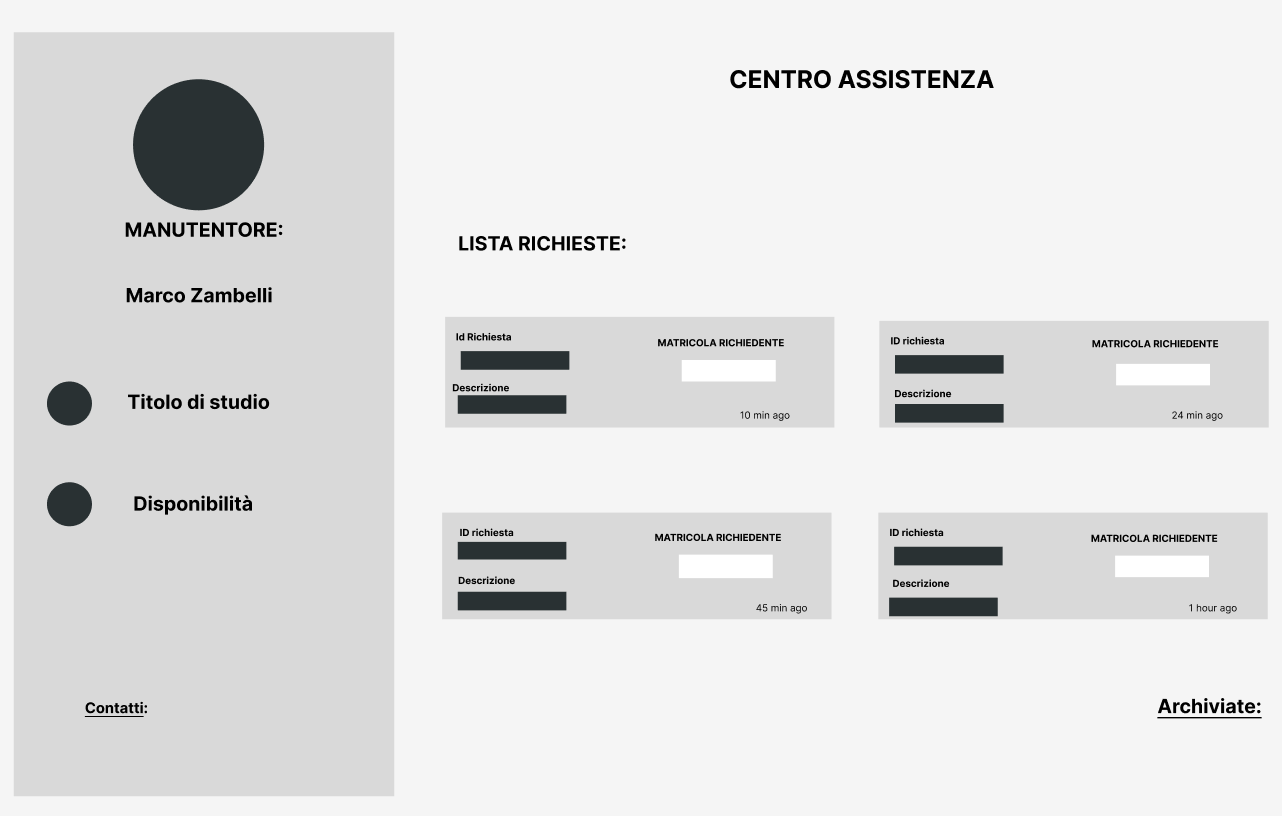 MANUTENTORE:
Marco Zambelli
Titolo di studio
Disponibilità
Contatti:
CENTRO ASSISTENZA
LISTA RICHIESTE:
Id Richiesta
MATRICOLA RICHIEDENTE
Descrizione
10 min ago
ID richiesta
MATRICOLA RICHIEDENTE
Descrizione
24 min ago
ID richiesta
MATRICOLA RICHIEDENTE
Descrizione
45 min ago
ID richiesta
MATRICOLA RICHIEDENTE
Descrizione
1 hour ago
Archiviate: